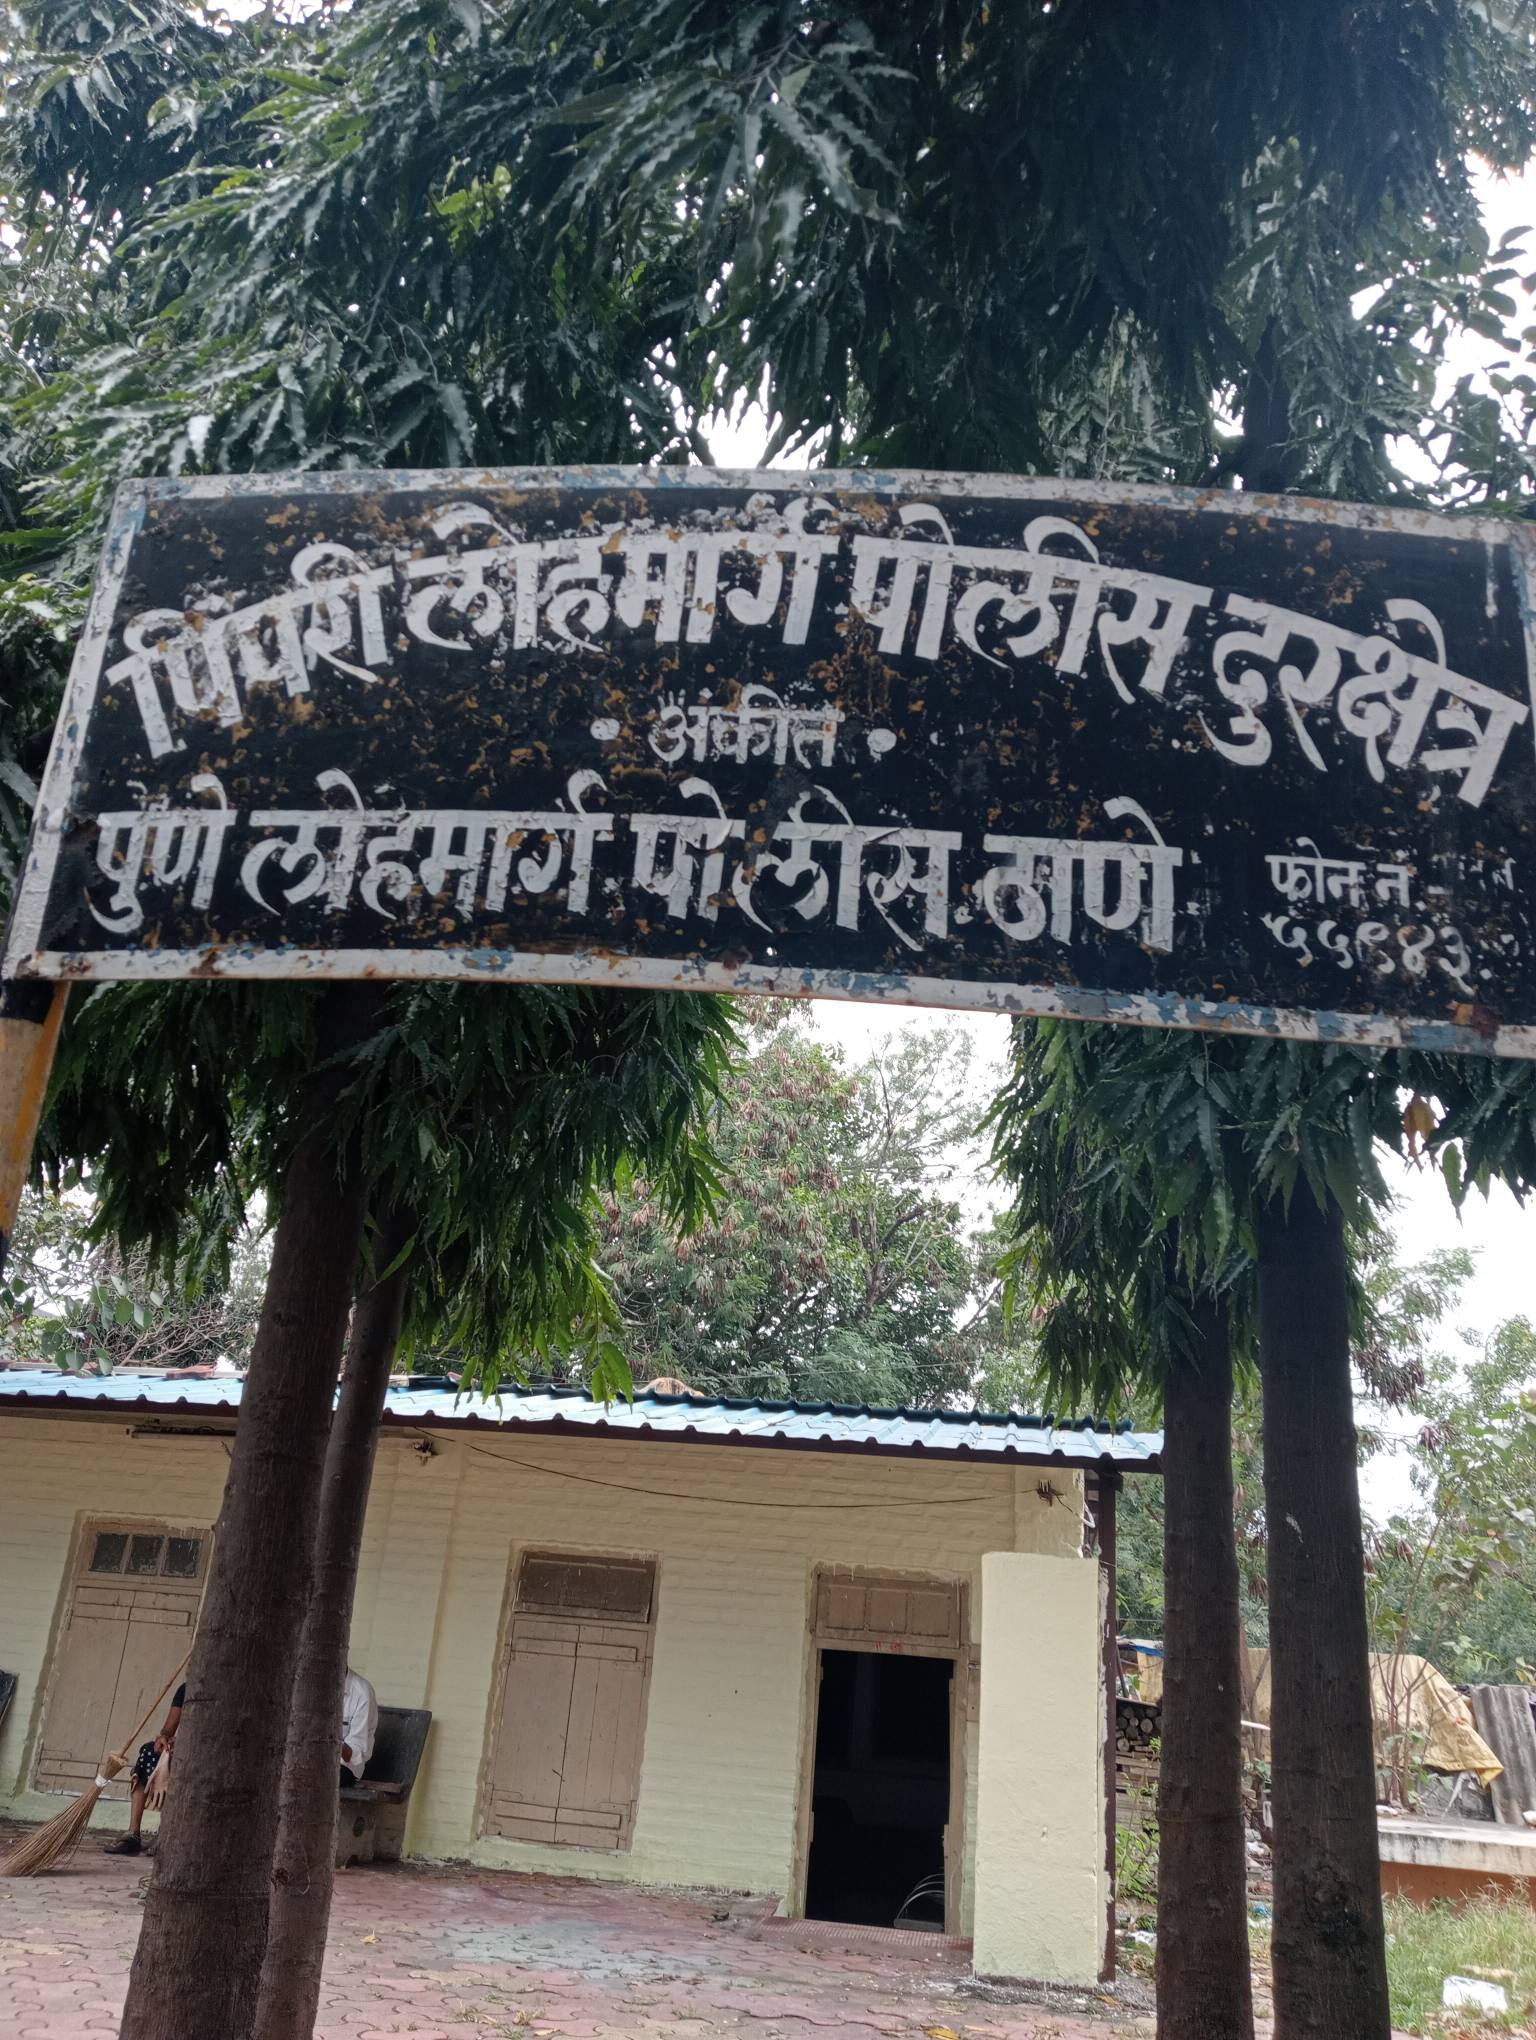 पिंपरी लोहमार्ग पोलीस दुरक्षेत्र
• अंकीत •
पुणे लोहमार्ग पोलीस ठाणे
फोन न
५५९४३